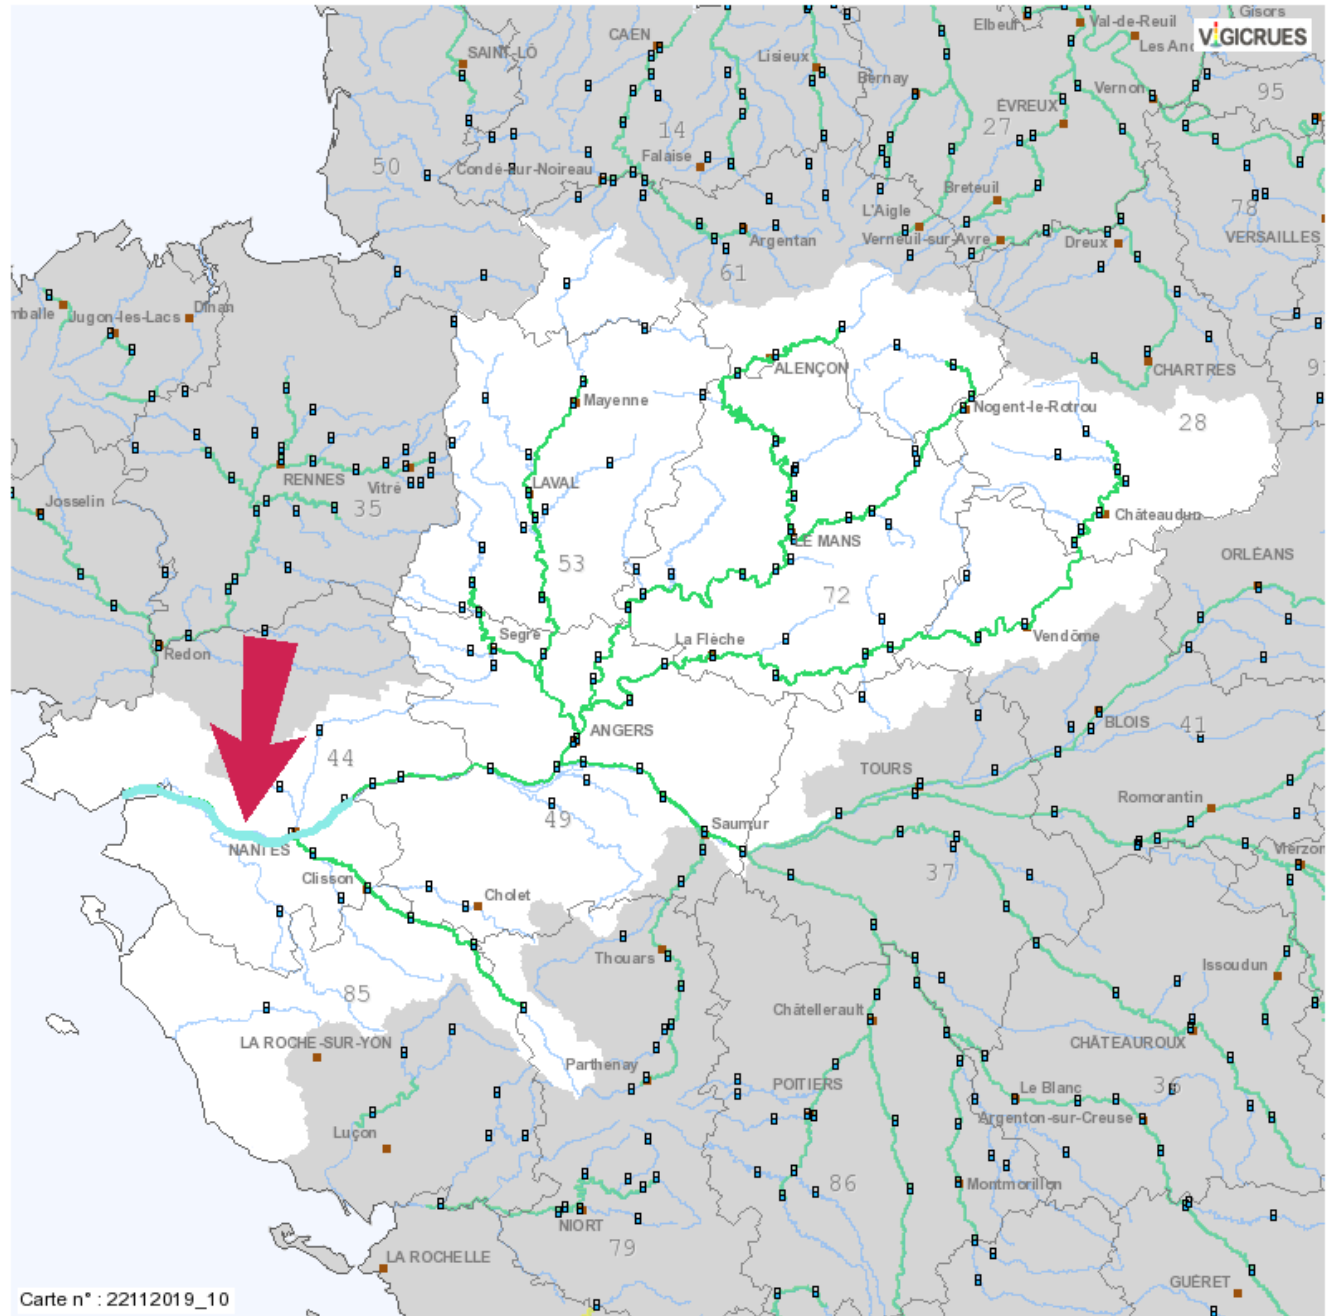 Elbeuf
Val-de-Reuil
Gisors
VIGICRUES
CAEN
Les And
SAINT-LÔ
Lisieux
Bernay
Vernon
95
ÉVREUX
14
27
50
Condé-sur-Noireau
Falaise
Breteuil
78
L'Aigle
VERSAILLES
Argentan
Verneuil-sur-Avre
Dreux
61
mballe
Jugon-les-Lacs
Dinan
ALENÇON
CHARTRES
9
Mayenne
Nogent-le-Rotrou
28
RENNES
Vitré
LAVAL
Josselin
35
Châteaudun
LE MANS
ORLÉANS
53
72
Segré
La Flèche
Vendôme
Redon
ANGERS
BLOIS
41
44
TOURS
Romorantin
49
Saumur
NANTES
Vierzon
Clisson
37
Cholet
Thouars
Issoudun
85
Châtellerault
LA ROCHE-SUR-YON
CHÂTEAUROUX
Parthenay
POITIERS
Le Blanc
36
Argenton-sur-Creuse
Luçon
86
Montmorillon
NIORT
79
LA ROCHELLE
GUÉRET
Carte n° : 22112019_10